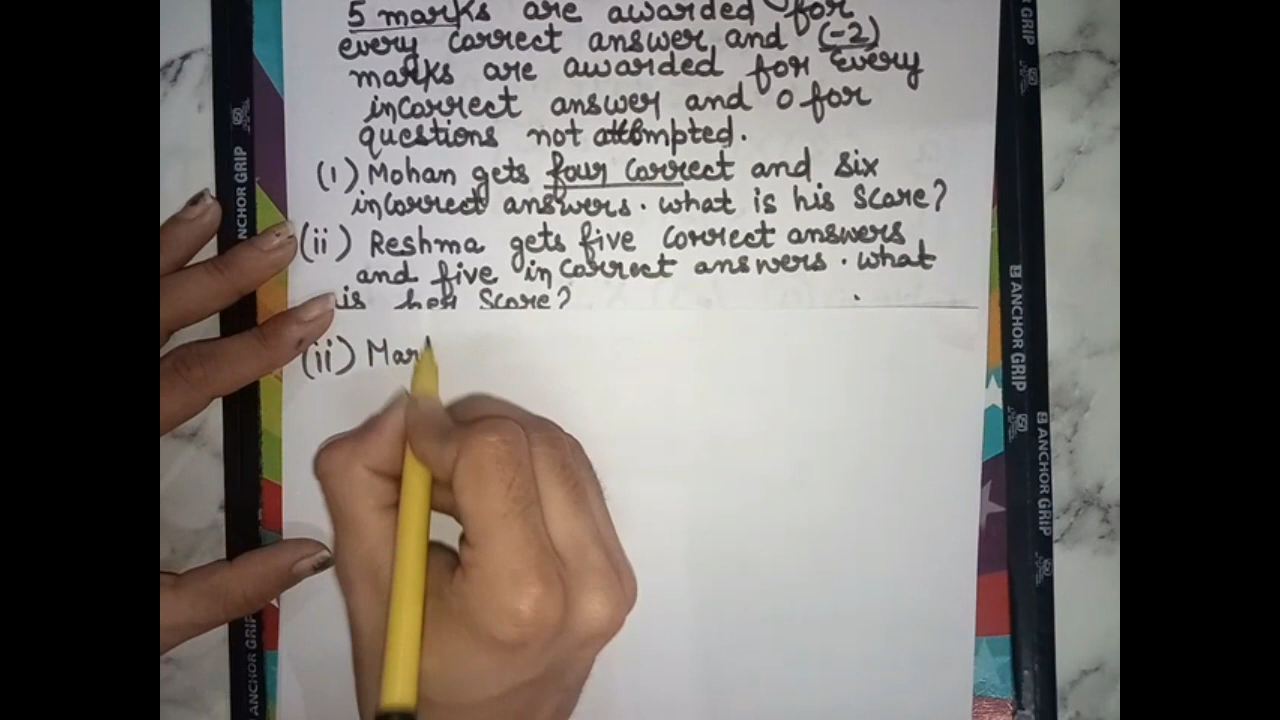 5 marks are awarded for
every correct answer and (-2)
marks are awarded for every
incorrect answer and 0 for
questions not attempted.
(i) Mohan gets four correct and six
incorrect answers. what is his score?
(ii) Reshma gets five correct answers
and five incorrect answers. what
is her score?
(ii) Mar
ANCHOR GRIP
ANCHOR GRIP
ANCHOR GRIP
GRIP
ANCHOR GRIP
ANCHOR GRIP